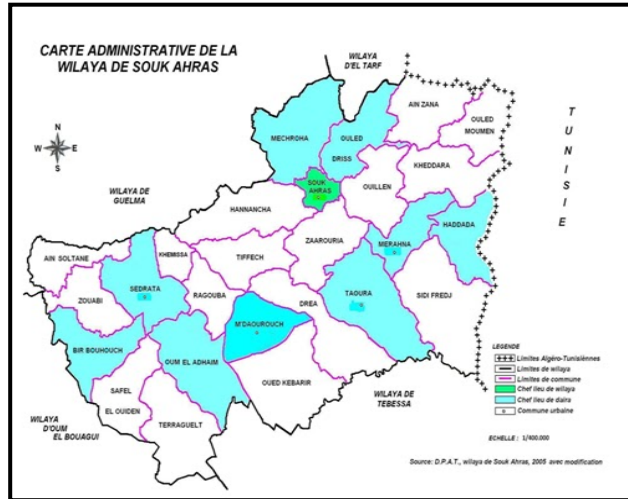 CARTE ADMINISTRATIVE DE LA
WILAYA DE SOUK AHRAS
WILAYA
D'EL TARF
AIN ZANA
OULED
MOUMEN
TUNISIE
MECHROHA
OULED
DRISS
KHEDDARA
N
W
E
S
SOUK
AHRAS
OUILLEN
WILAYA DE
GUELMA
HANNANCHA
HADDADA
ZAAROURIA
MERAHNA
AIN SOLTANE
KHEMISSA
TIFFECH
SEDRATA
ZOUABI
RAGOUBA
DREA
TAOURA
SIDI FREDJ
M'DAOUROUCH
BIR BOUHOUCH
OUM EL ADHAIM
OUED KEBARIR
SAFEL
EL OUIDEN
TERRAGUELT
WILAYA
D'OUM
EL BOUAGUI
WILAYA DE
TEBESSA
LEGENDE
Limites Algéro-Tunisiènnes
Limites de wilaya
Limites de commune
Chef lieu de wilaya
Chef lieu de daira
Commune urbaine
ECHELLE : 1/400.000
Source: D.P.A.T., wilaya de Souk Ahras, 2005 avec modification